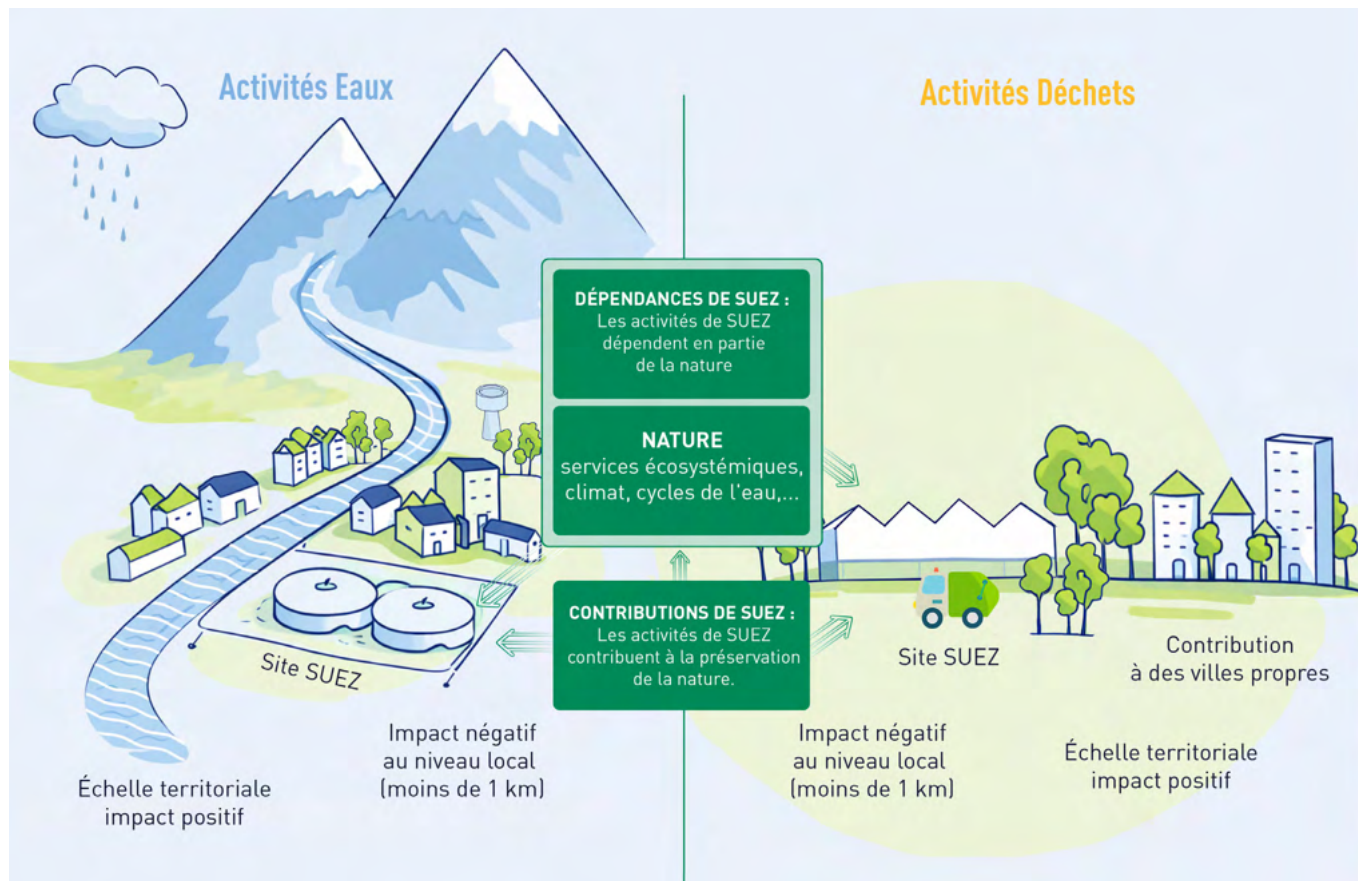 Activités Eaux
Activités Déchets
DÉPENDANCES DE SUEZ :
Les activités de SUEZ
dépendent en partie
de la nature
NATURE
services écosystémiques,
climat, cycles de l'eau,...
CONTRIBUTIONS DE SUEZ :
Les activités de SUEZ
contribuent à la préservation
de la nature.
Site SUEZ
Impact négatif
au niveau local
(moins de 1 km)
Échelle territoriale
impact positif
Site SUEZ
Contribution
à des villes propres
Impact négatif
au niveau local
(moins de 1 km)
Échelle territoriale
impact positif